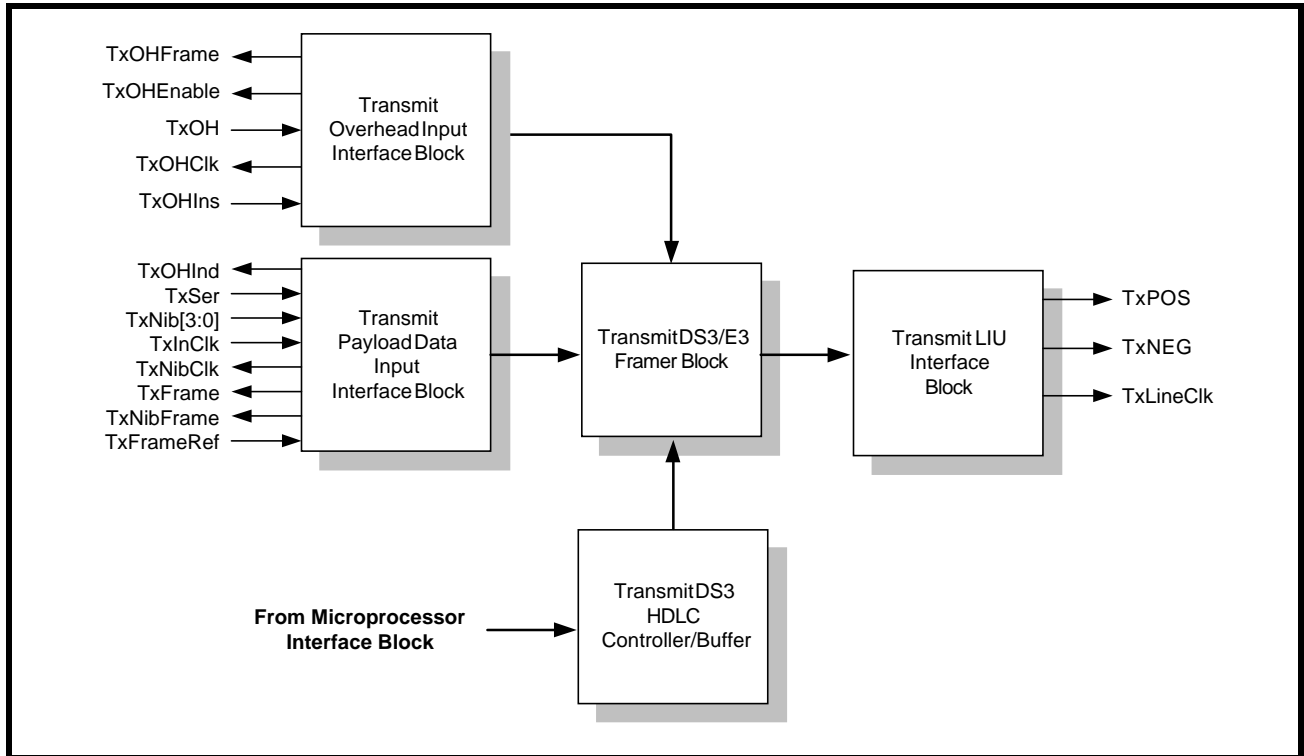 TxOHFrame
TxOHEnable
TxOH
TxOHClk
TxOHIns
Transmit
Overhead Input
Interface Block
TxOHInd
TxSer
TxNib[3:0]
TxInClk
TxNibClk
TxFrame
TxNibFrame
TxFrameRef
Transmit
Payload Data
Input
Interface Block
Transmit DS3/E3
Framer Block
Transmit LIU
Interface
Block
TxPOS
TxNEG
TxLineClk
From Microprocessor
Interface Block
Transmit DS3
HDLC
Controller/Buffer